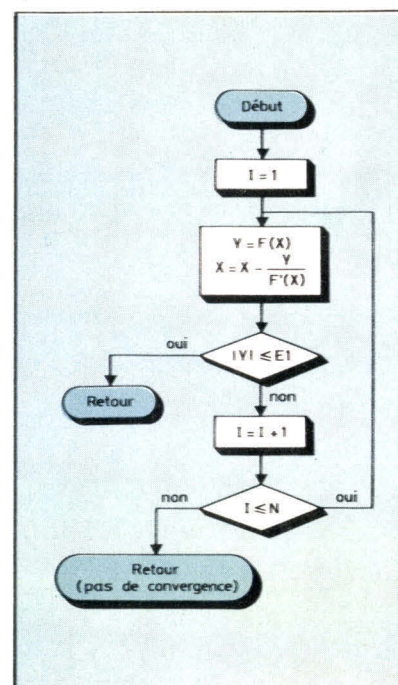 Début
I = 1
Y = F(X)
X = X - Y / F'(X)
|Y| ≤ E1
oui
non
Retour
I = I + 1
I ≤ N
non
oui
Retour
(pas de convergence)